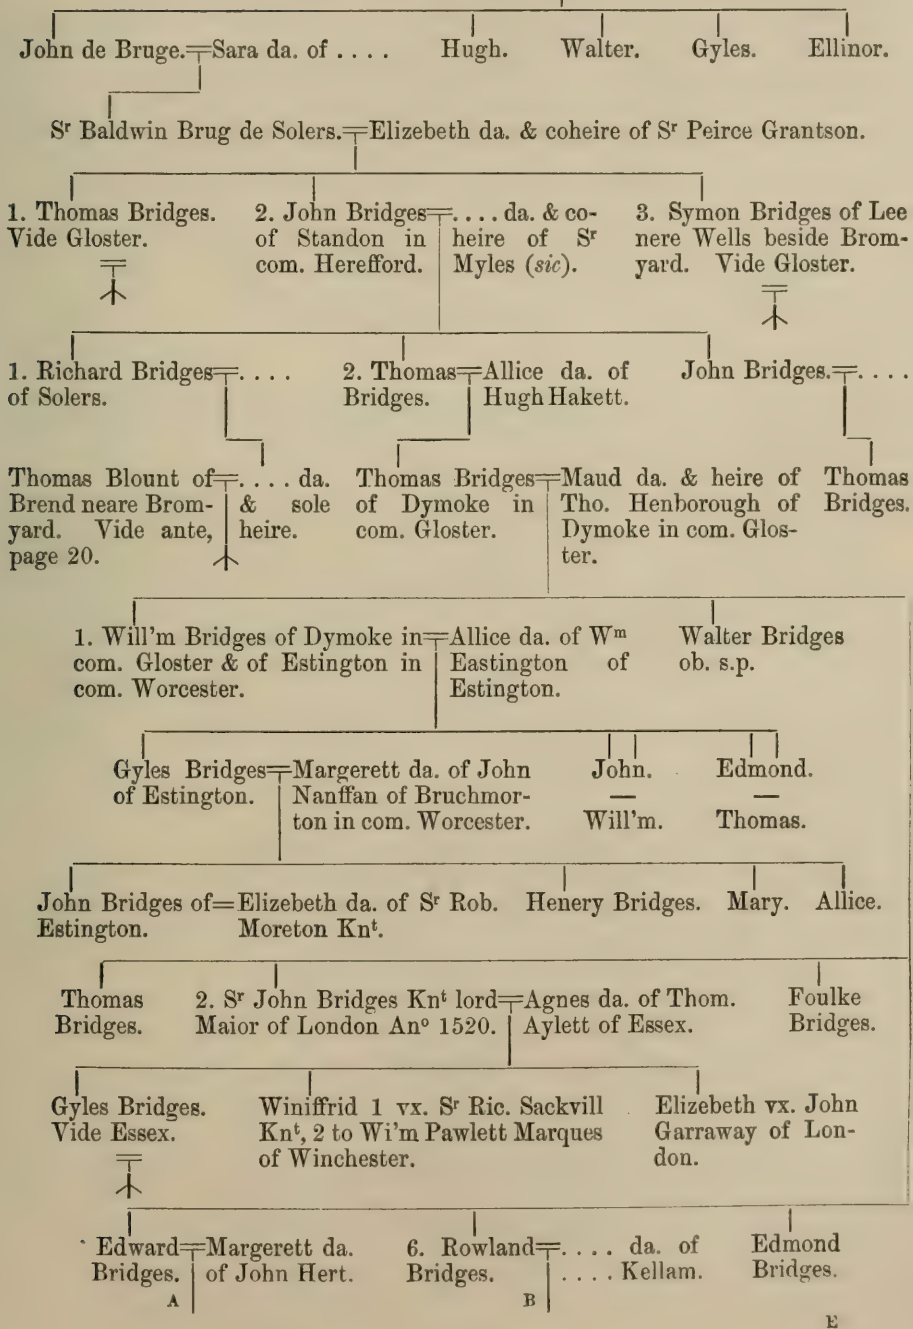 John de Bruge.╤Sara da. of . . . . Hugh. Walter. Gyles. Ellinor.
Sʳ Baldwin Brug de Solers.╤Elizebeth da. & coheire of Sʳ Peirce Grantson.
1. Thomas Bridges. 2. John Bridges╤. . . . da. & co- 3. Symon Bridges of Lee
Vide Gloster. of Standon in heire of Sʳ nere Wells beside Brom-
com. Herefford. Myles (sic). yard. Vide Gloster.
1. Richard Bridges╤. . . . 2. Thomas╤Allice da. of John Bridges.╤. . . .
of Solers. Bridges. Hugh Hakett.
Thomas Blount of╤. . . . da. Thomas Bridges╤Maud da. & heire of Thomas
Brend neare Brom- & sole of Dymoke in Tho. Henborough of Bridges.
yard. Vide ante, heire. com. Gloster. Dymoke in com. Glos-
page 20. ter.
1. Will'm Bridges of Dymoke in╤Allice da. of Wᵐ Walter Bridges
com. Gloster & of Estington in Eastington of ob. s.p.
com. Worcester. Estington.
Gyles Bridges╤Margerett da. of John John. Edmond.
of Estington. Nanffan of Bruchmor- — —
ton in com. Worcester. Will'm. Thomas.
John Bridges of=Elizebeth da. of Sʳ Rob. Henery Bridges. Mary. Allice.
Estington. Moreton Knᵗ.
Thomas 2. Sʳ John Bridges Knᵗ lord╤Agnes da. of Thom. Foulke
Bridges. Maior of London Anº 1520. Aylett of Essex. Bridges.
Gyles Bridges. Winiffrid 1 vx. Sʳ Ric. Sackvill Elizebeth vx. John
Vide Essex. Knᵗ, 2 to Wi'm Pawlett Marques Garraway of Lon-
of Winchester. don.
Edward╤Margerett da. 6. Rowland╤. . . . da. of Edmond
Bridges. of John Hert. Bridges. . . . . Kellam. Bridges.
A B
E